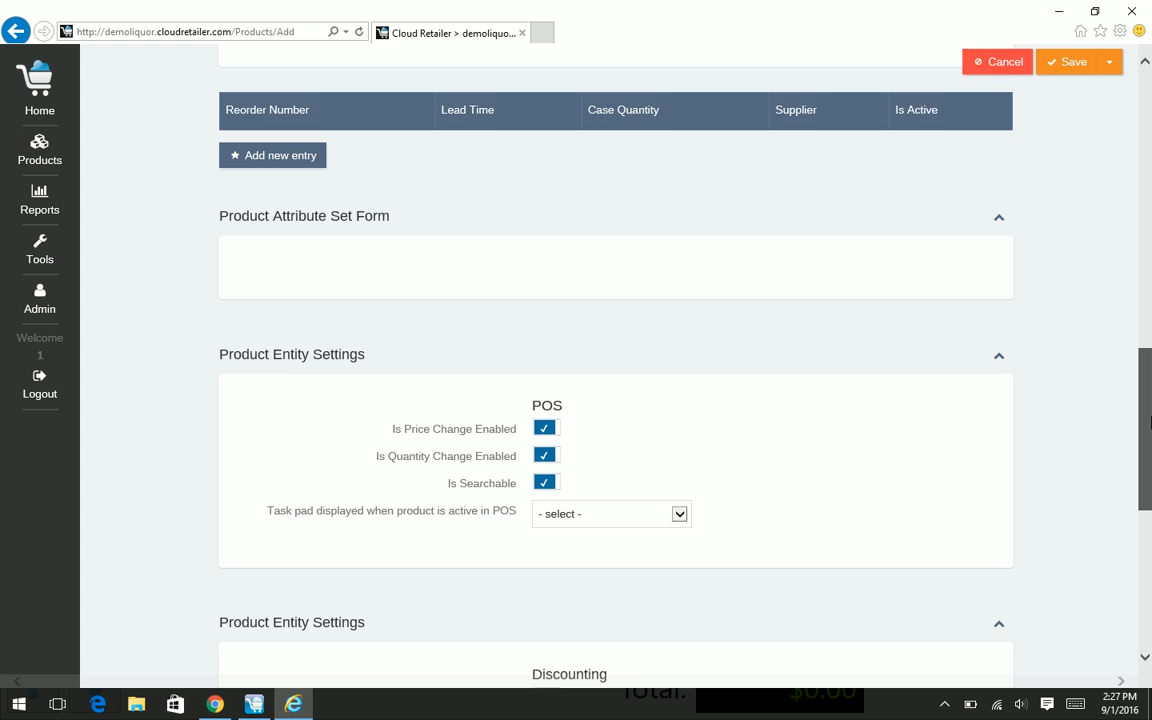 http://demoliquor.cloudretailer.com/Products/Add
Cloud Retailer > demoliquo...
Cancel
Save
Home
Products
Reports
Tools
Admin
Welcome
1
Logout
Reorder Number Lead Time Case Quantity Supplier Is Active
Add new entry
Product Attribute Set Form
Product Entity Settings
POS
Is Price Change Enabled
Is Quantity Change Enabled
Is Searchable
Task pad displayed when product is active in POS - select -
Product Entity Settings
Discounting
Total: $0.00
2:27 PM
9/1/2016